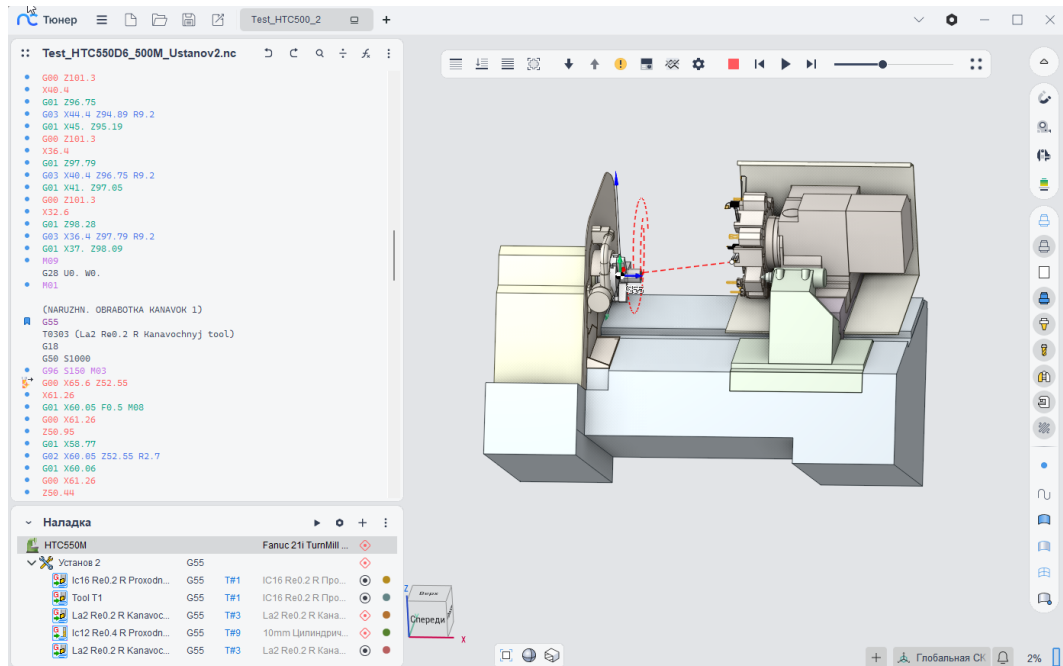 Тюнер
Test_HTC500_2
Test_HTC550D6_500M_Ustanov2.nc
G00 Z101.3
X40.4
G01 Z96.75
G03 X44.4 Z94.89 R9.2
G01 X45. Z95.19
G00 Z101.3
X36.4
G01 Z97.79
G03 X40.4 Z96.75 R9.2
G01 X41. Z97.05
G00 Z101.3
X32.6
G01 Z98.28
G03 X36.4 Z97.79 R9.2
G01 X37. Z98.09
M09
G28 U0. W0.
M01
(NARUZHN. OBRABOTKA KANAVOK 1)
G55
T0303 (La2 Re0.2 R Kanavochnyj tool)
G18
G50 S1000
G96 S150 M03
G00 X65.6 Z52.55
X61.26
G01 X60.05 F0.5 M08
G00 X61.26
Z50.95
G01 X58.77
G02 X60.05 Z52.55 R2.7
G01 X60.06
G00 X61.26
Z50.44
G55
Наладка
HTC550M Fanuc 21i TurnMill ...
Установ 2 G55
Ic16 Re0.2 R Proxodn... G55 T#1 IC16 Re0.2 R Про...
Tool T1 G55 T#1 IC16 Re0.2 R Про...
La2 Re0.2 R Kanavoc... G55 T#3 La2 Re0.2 R Кана...
Ic12 Re0.4 R Proxodn... G55 T#9 10mm Цилиндрич...
La2 Re0.2 R Kanavoc... G55 T#3 La2 Re0.2 R Кана...
Z
Верх
Спереди
X
Глобальная СК
2%